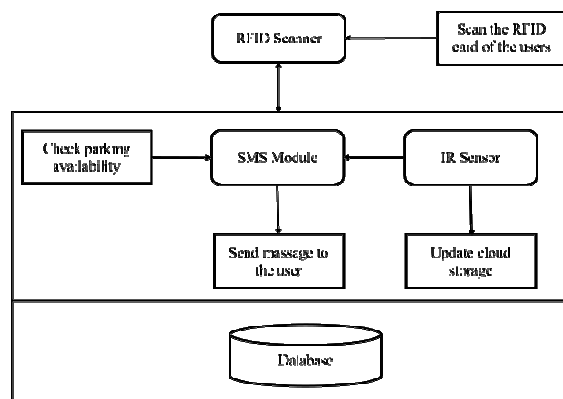 RFID Scanner
Scan the RFID
card of the users
Check parking
availability
SMS Module
IR Sensor
Send massage to
the user
Update cloud
storage
Database